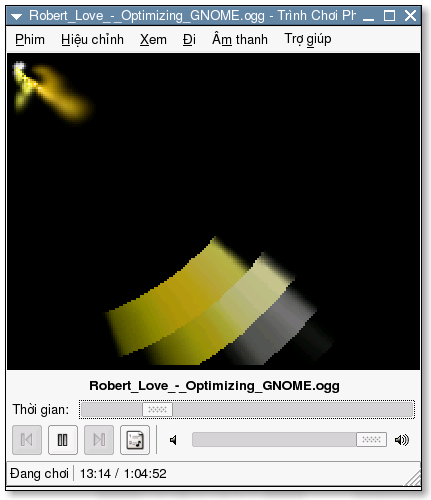 Robert_Love_-_Optimizing_GNOME.ogg - Trình Chơi Ph
Phim Hiệu chỉnh Xem Đi Âm thanh Trợ giúp
Robert_Love_-_Optimizing_GNOME.ogg
Thời gian:
Đang chơi 13:14 / 1:04:52